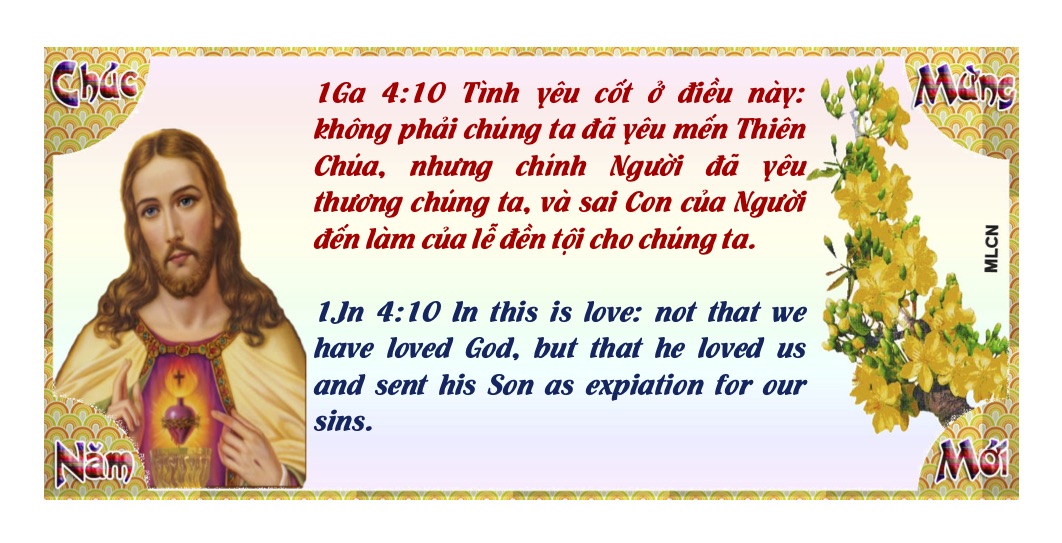 Chúc
Mừng
1Ga 4:10 Tình yêu cốt ở điều này:
không phải chúng ta đã yêu mến Thiên
Chúa, nhưng chính Người đã yêu
thương chúng ta, và sai Con của Người
đến làm của lễ đền tội cho chúng ta.
MLCN
1Jn 4:10 In this is love: not that we
have loved God, but that he loved us
and sent his Son as expiation for our
sins.
Năm
Mới